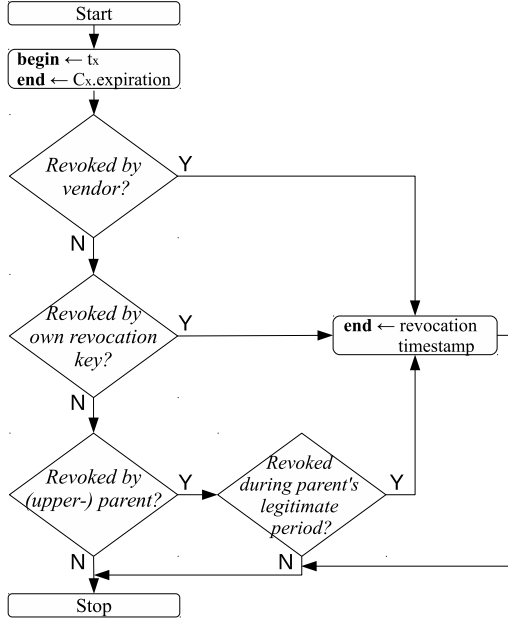 Start
begin ← tx
end ← Cx.expiration
Revoked by
vendor?
Y
N
Revoked by
own revocation
key?
Y
N
end ← revocation
timestamp
Revoked by
(upper-) parent?
Y
N
Revoked
during parent's
legitimate
period?
Y
N
Stop